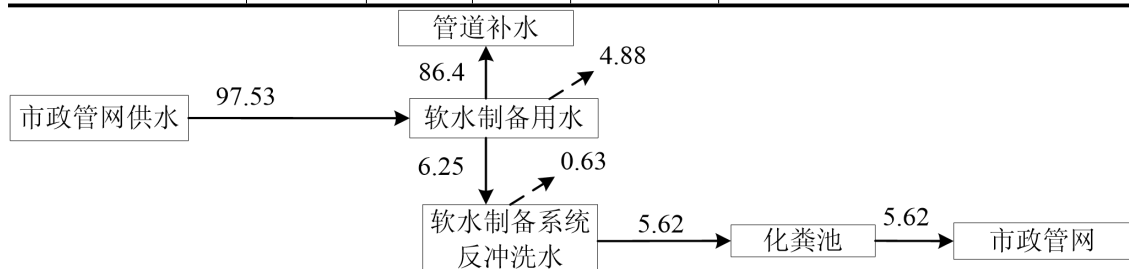 管道补水
86.4
4.88
97.53
市政管网供水
软水制备用水
6.25
0.63
软水制备系统
反冲洗水
5.62
化粪池
5.62
市政管网